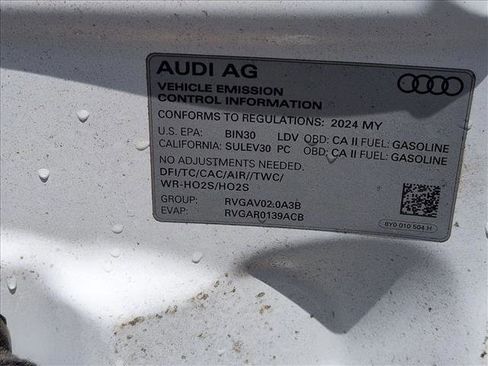 AUDI AG
VEHICLE EMISSION
CONTROL INFORMATION
CONFORMS TO REGULATIONS: 2024 MY
U.S. EPA: BIN30 LDV OBD: CA II FUEL: GASOLINE
CALIFORNIA: SULEV30 PC OBD: CA II FUEL: GASOLINE
NO ADJUSTMENTS NEEDED.
DFI/TC/CAC/AIR/TWC/
WR-HO2S/HO2S
GROUP: RVGAV02.0A3B
EVAP: RVGAR0139ACB
8Y0 010 504 H